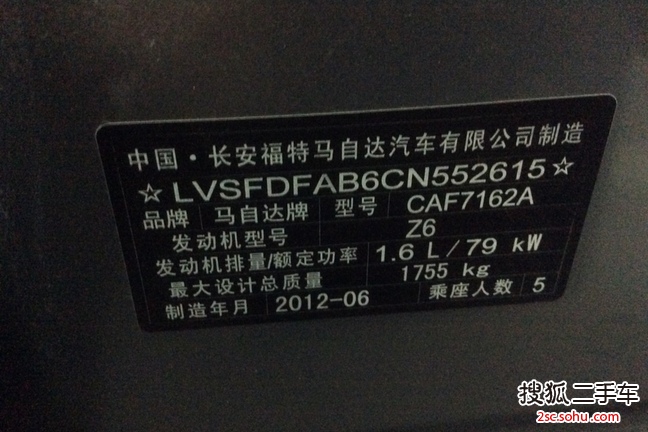 中国·长安福特马自达汽车有限公司制造
☆LVSFDFAB6CN552615☆
品牌 马自达牌 型号 CAF7162A
发动机型号 Z6
发动机排量/额定功率 1.6 L/79 kW
最大设计总质量 1755 kg
制造年月 2012-06 乘座人数 5
搜狐二手车
2sc.sohu.com